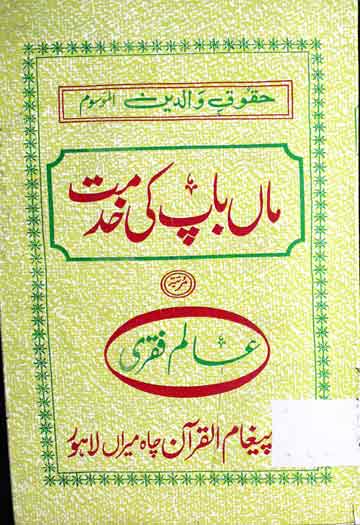 حقوق والدین الموسوم
ماں باپ کی خدمت
مرتبہ
عالم فقری
پیغام القرآن چاہ میراں لاہور